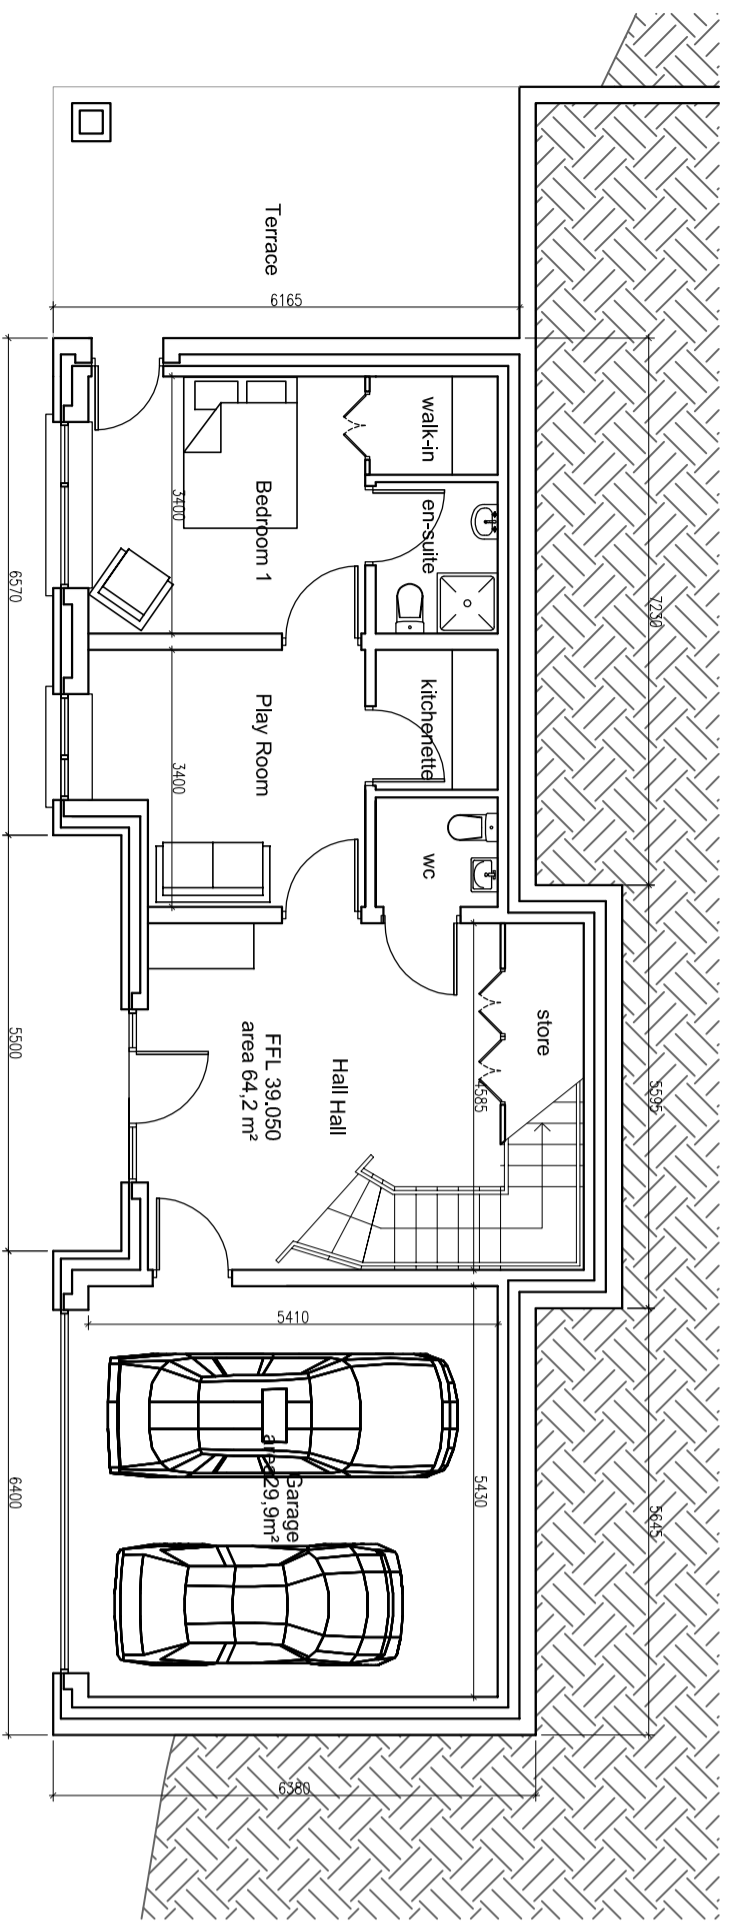 Terrace
6165
walk-in
en-suite
Bedroom 1
3400
6570
7230
kitchenette
Play Room
3400
wc
store
Hall Hall
FFL 39.050
area 64,2 m²
4585
5500
5595
5410
5430
Garage
area 29,9m²
6400
5645
6380